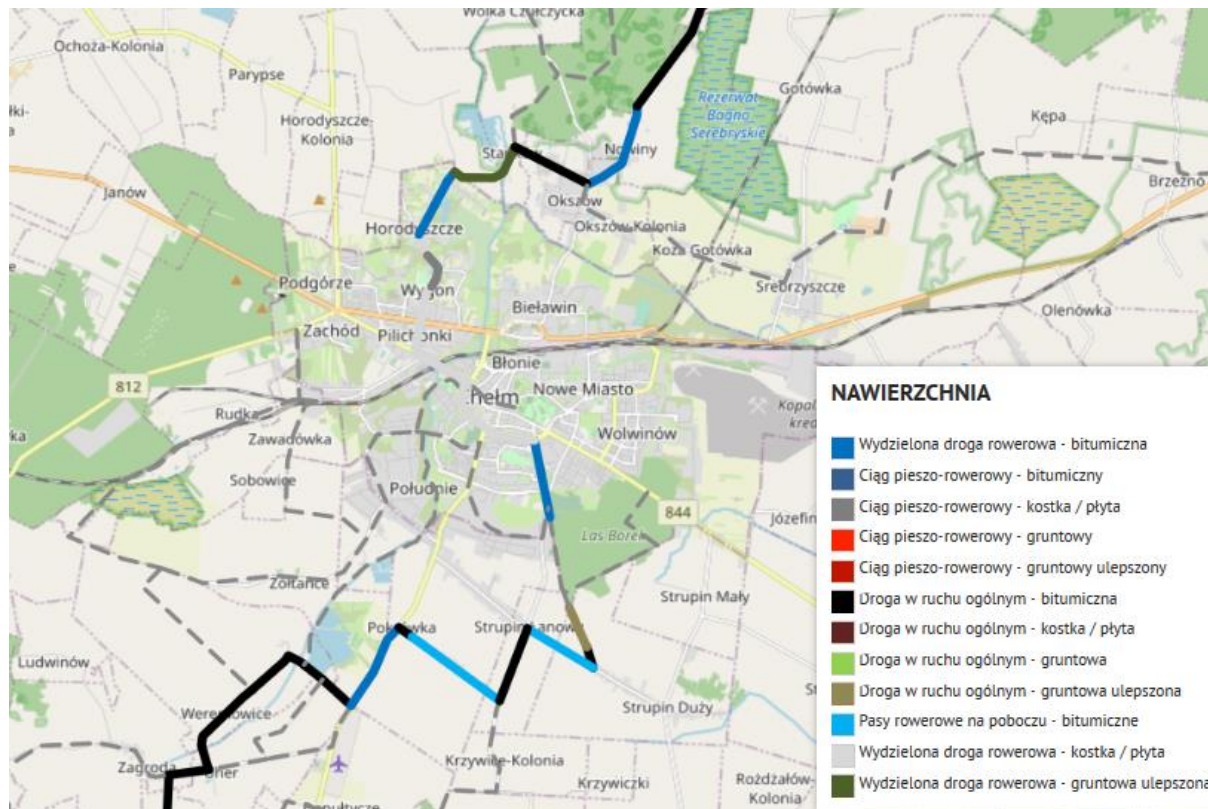 Wólka Czułczycka
Ochoża-Kolonia
Parypse
Gotówka
Horodyszcze-
Kolonia
Rezerwat
Bagno
Serebryskie
Kępa
Nowiny
Janów
Okszów
Brzeźno
Horodyszcze
Okszów-Kolonia
Koza Gotówka
Podgórze
Srebrzyszcze
Bieławin
Olenówka
Zachód
Błonie
812
Nowe Miasto
hełm
Rudka
Wolwinów
Zawadówka
Sobowice
Południe
844
Las Borek
Żółtańce
Strupin Mały
Ludwinów
Strupin Duży
Zagroda
Krzywice-Kolonia
Krzywiczki
Rożdżałów-
Kolonia
NAWIERZCHNIA
Wydzielona droga rowerowa - bitumiczna
Ciąg pieszo-rowerowy - bitumiczny
Ciąg pieszo-rowerowy - kostka / płyta
Ciąg pieszo-rowerowy - gruntowy
Ciąg pieszo-rowerowy - gruntowy ulepszony
Droga w ruchu ogólnym - bitumiczna
Droga w ruchu ogólnym - kostka / płyta
Droga w ruchu ogólnym - gruntowa
Droga w ruchu ogólnym - gruntowa ulepszona
Pasy rowerowe na poboczu - bitumiczne
Wydzielona droga rowerowa - kostka / płyta
Wydzielona droga rowerowa - gruntowa ulepszona